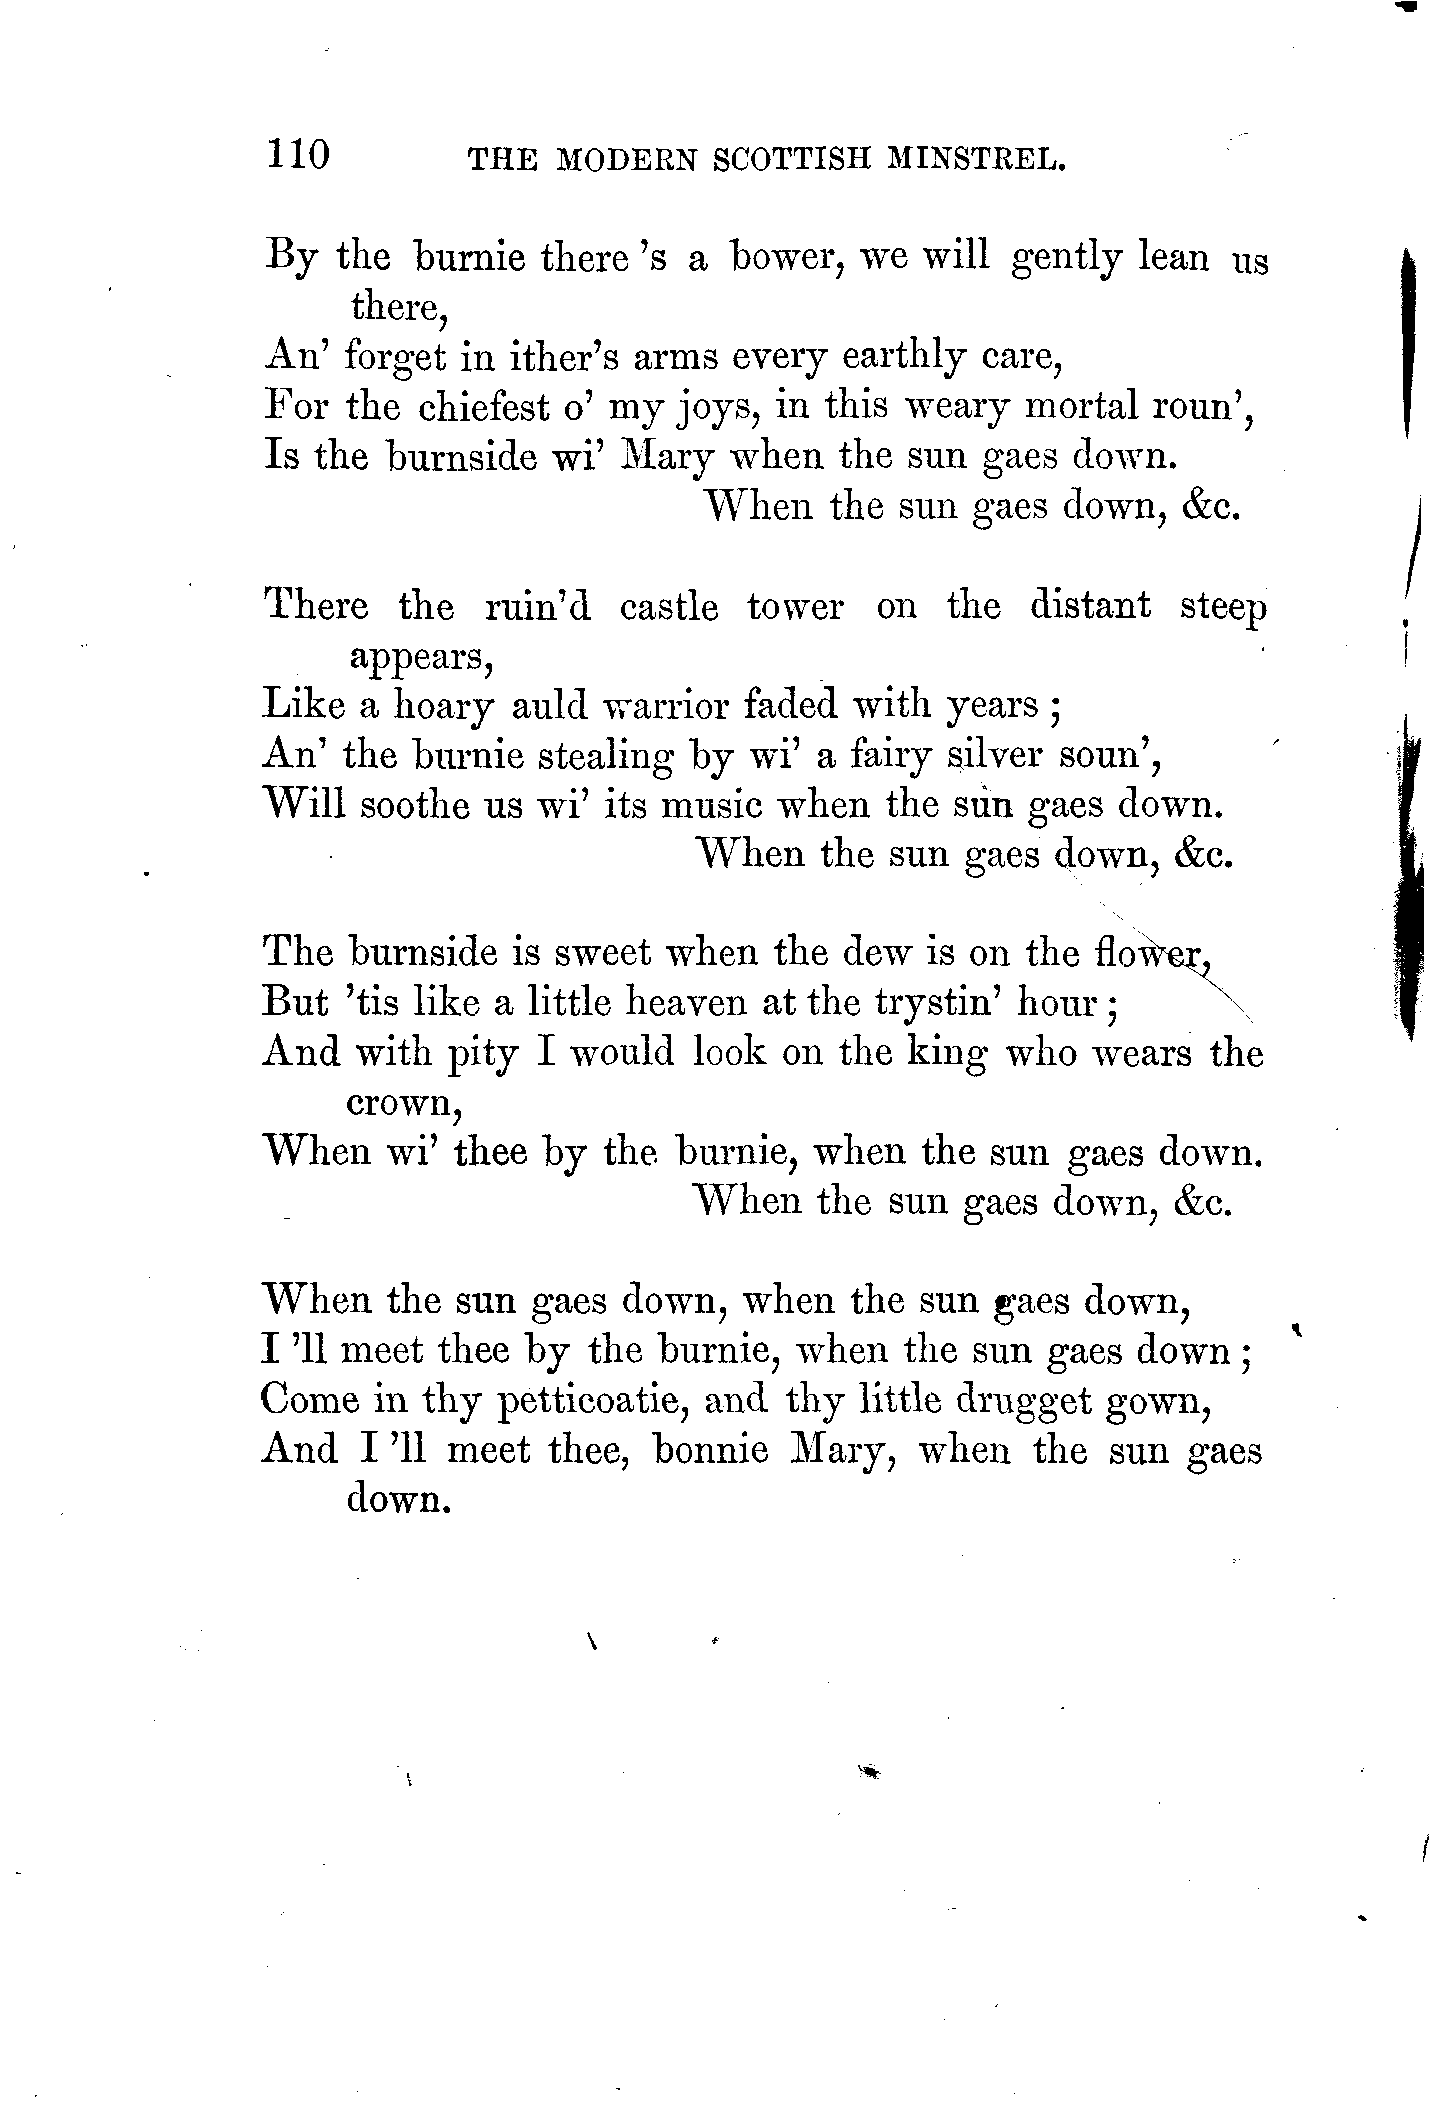 110 THE MODERN SCOTTISH MINSTREL.
By the burnie there 's a bower, we will gently lean us
there,
An' forget in ither's arms every earthly care,
For the chiefest o' my joys, in this weary mortal roun',
Is the burnside wi' Mary when the sun gaes down.
When the sun gaes down, &c.
There the ruin'd castle tower on the distant steep
appears,
Like a hoary auld warrior faded with years ;
An' the burnie stealing by wi' a fairy silver soun',
Will soothe us wi' its music when the sun gaes down.
When the sun gaes down, &c.
The burnside is sweet when the dew is on the flower,
But 'tis like a little heaven at the trystin' hour ;
And with pity I would look on the king who wears the
crown,
When wi' thee by the burnie, when the sun gaes down.
When the sun gaes down, &c.
When the sun gaes down, when the sun gaes down,
I 'll meet thee by the burnie, when the sun gaes down ;
Come in thy petticoatie, and thy little drugget gown,
And I 'll meet thee, bonnie Mary, when the sun gaes
down.